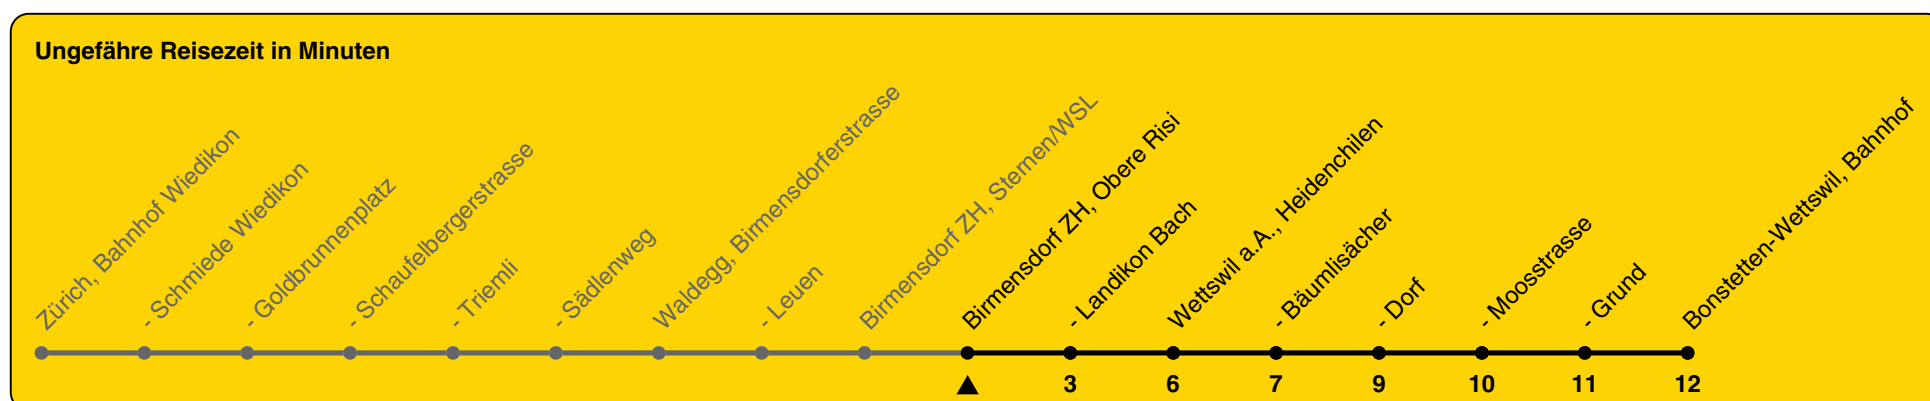 Ungefähre Reisezeit in Minuten
Zürich, Bahnhof Wiedikon
- Schmiede Wiedikon
- Goldbrunnenplatz
- Schaufelbergerstrasse
- Triemli
- Sädlenweg
Waldegg, Birmensdorferstrasse
- Leuen
Birmensdorf ZH, Sternen/WSL
Birmensdorf ZH, Obere Risi
- Landikon Bach
Wettswil a.A., Heidenchilen
- Bäumlisächer
- Dorf
- Moosstrasse
- Grund
Bonstetten-Wettswil, Bahnhof
3 6 7 9 10 11 12